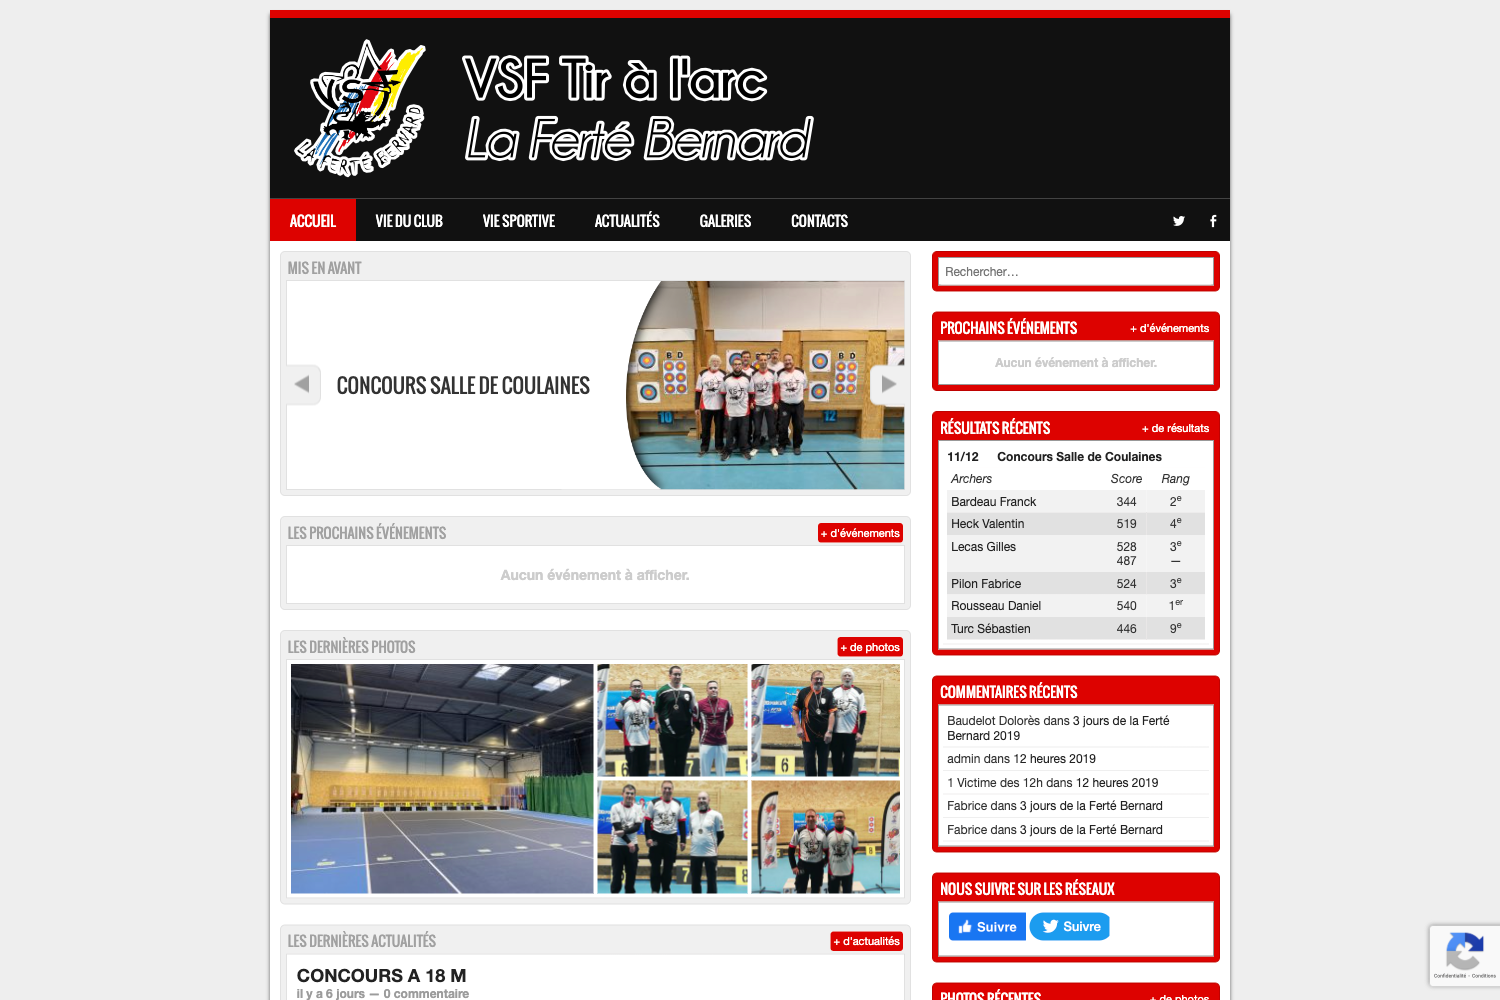 LA FERTÉ BERNARD
VSF Tir à l'arc
La Ferté Bernard
ACCUEIL VIE DU CLUB VIE SPORTIVE ACTUALITÉS GALERIES CONTACTS
MIS EN AVANT
CONCOURS SALLE DE COULAINES
LES PROCHAINS ÉVÉNEMENTS
+ d'événements
Aucun événement à afficher.
LES DERNIÈRES PHOTOS
+ de photos
LES DERNIÈRES ACTUALITÉS
+ d'actualités
CONCOURS A 18 M
il y a 6 jours — 0 commentaire
Rechercher…
PROCHAINS ÉVÉNEMENTS
+ d'événements
Aucun événement à afficher.
RÉSULTATS RÉCENTS
+ de résultats
11/12 Concours Salle de Coulaines
Archers Score Rang
Bardeau Franck 344 2e
Heck Valentin 519 4e
Lecas Gilles 528 3e
487 —
Pilon Fabrice 524 3e
Rousseau Daniel 540 1er
Turc Sébastien 446 9e
COMMENTAIRES RÉCENTS
Baudelot Dolorès dans 3 jours de la Ferté
Bernard 2019
admin dans 12 heures 2019
1 Victime des 12h dans 12 heures 2019
Fabrice dans 3 jours de la Ferté Bernard
Fabrice dans 3 jours de la Ferté Bernard
NOUS SUIVRE SUR LES RÉSEAUX
Suivre Suivre
PHOTOS RÉCENTES
+ de photos
Confidentialité - Conditions